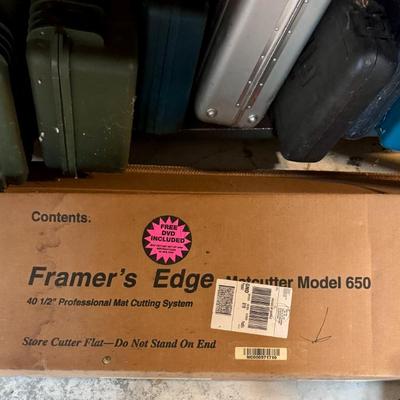 Contents:
FREE
DVD
INCLUDED
Framer's Edge Matcutter Model 650
40 1/2" Professional Mat Cutting System
Store Cutter Flat—Do Not Stand On End